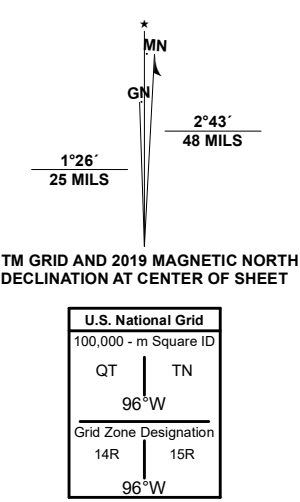 ★
MN
GN
2°43´
48 MILS
1°26´
25 MILS
TM GRID AND 2019 MAGNETIC NORTH
DECLINATION AT CENTER OF SHEET
U.S. National Grid
100,000 - m Square ID
QT TN
96°W
Grid Zone Designation
14R 15R
96°W